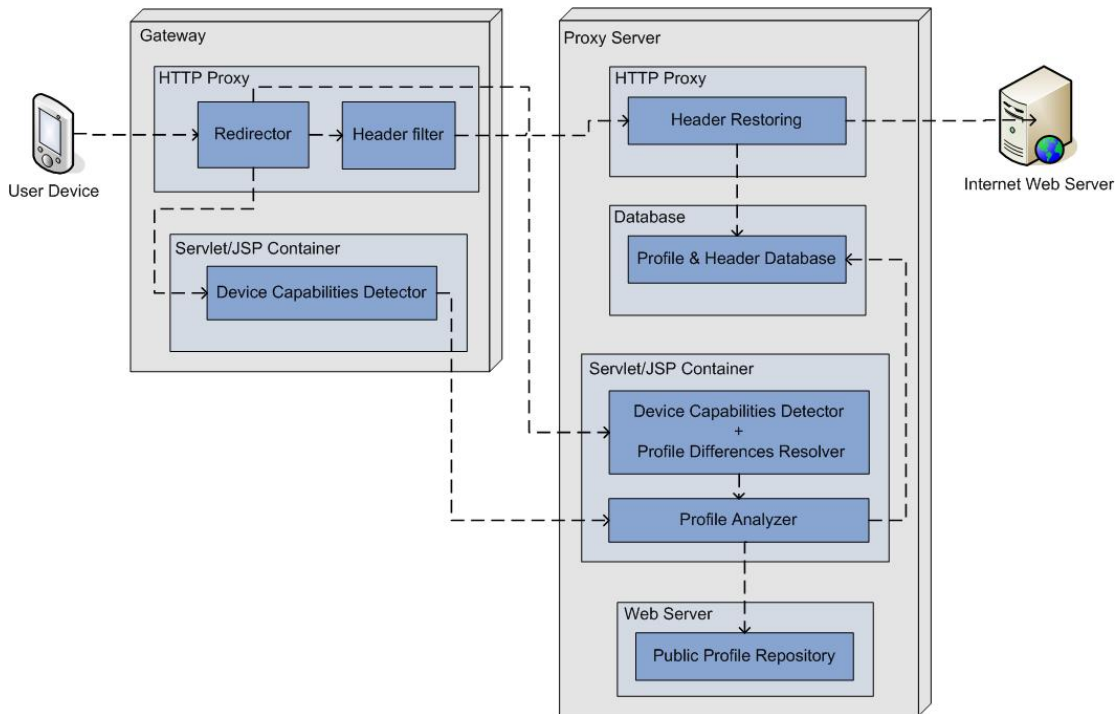 Gateway
HTTP Proxy
Redirector
Header filter
User Device
Servlet/JSP Container
Device Capabilities Detector
Proxy Server
HTTP Proxy
Header Restoring
Internet Web Server
Database
Profile & Header Database
Servlet/JSP Container
Device Capabilities Detector
+
Profile Differences Resolver
Profile Analyzer
Web Server
Public Profile Repository